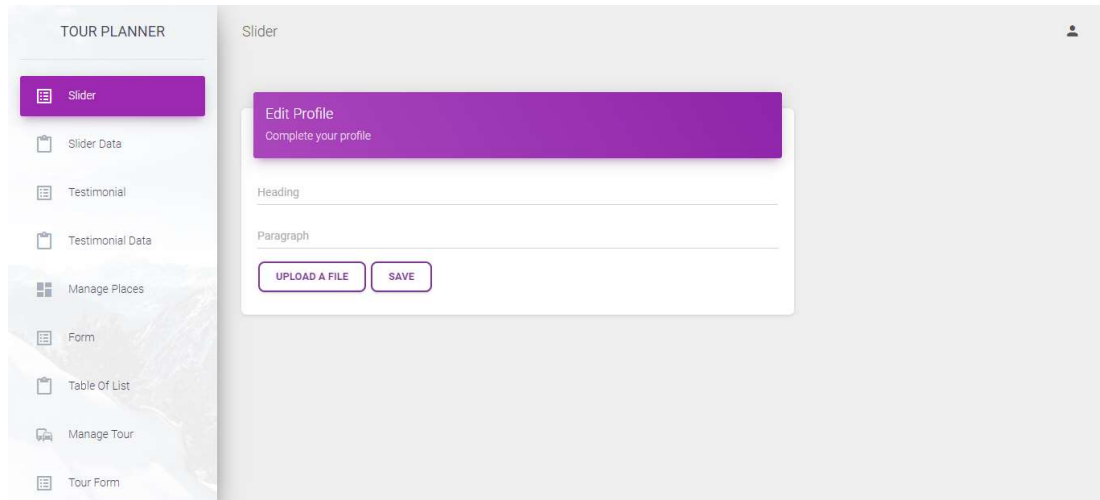 TOUR PLANNER
Slider
Slider Data
Testimonial
Testimonial Data
Manage Places
Form
Table Of List
Manage Tour
Tour Form
Slider
Edit Profile
Complete your profile
Heading
Paragraph
UPLOAD A FILE SAVE